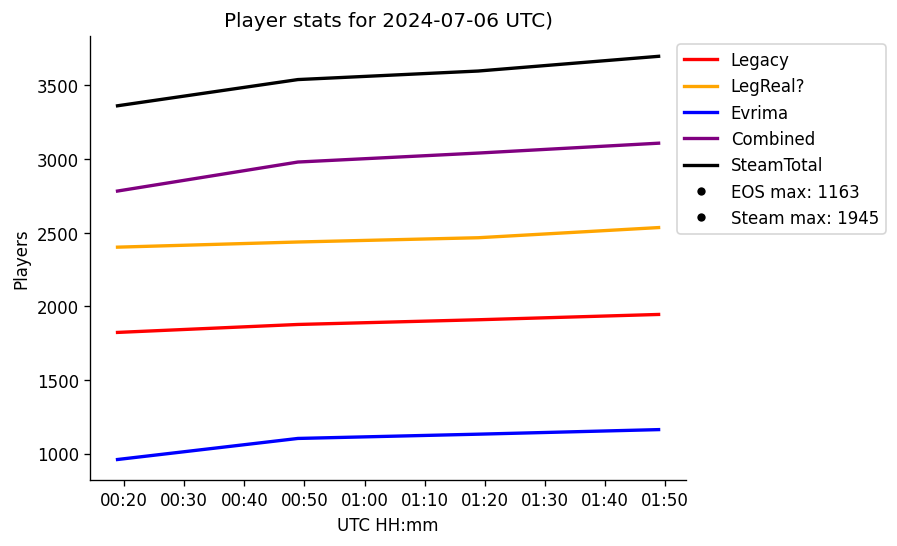 Player stats for 2024-07-06 UTC)
Legacy
LegReal?
Evrima
Combined
SteamTotal
EOS max: 1163
Steam max: 1945
Players
3500
3000
2500
2000
1500
1000
00:20 00:30 00:40 00:50 01:00 01:10 01:20 01:30 01:40 01:50
UTC HH:mm